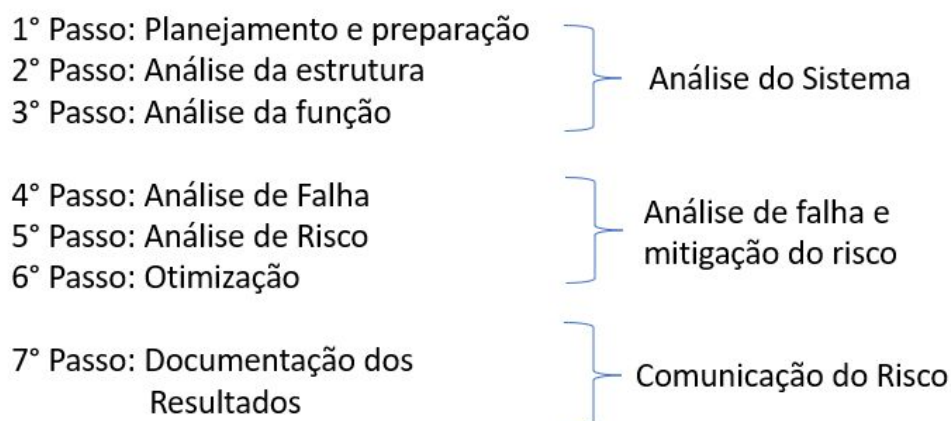 1° Passo: Planejamento e preparação
2° Passo: Análise da estrutura
3° Passo: Análise da função
Análise do Sistema
4° Passo: Análise de Falha
5° Passo: Análise de Risco
6° Passo: Otimização
Análise de falha e
mitigação do risco
7° Passo: Documentação dos
Resultados
Comunicação do Risco